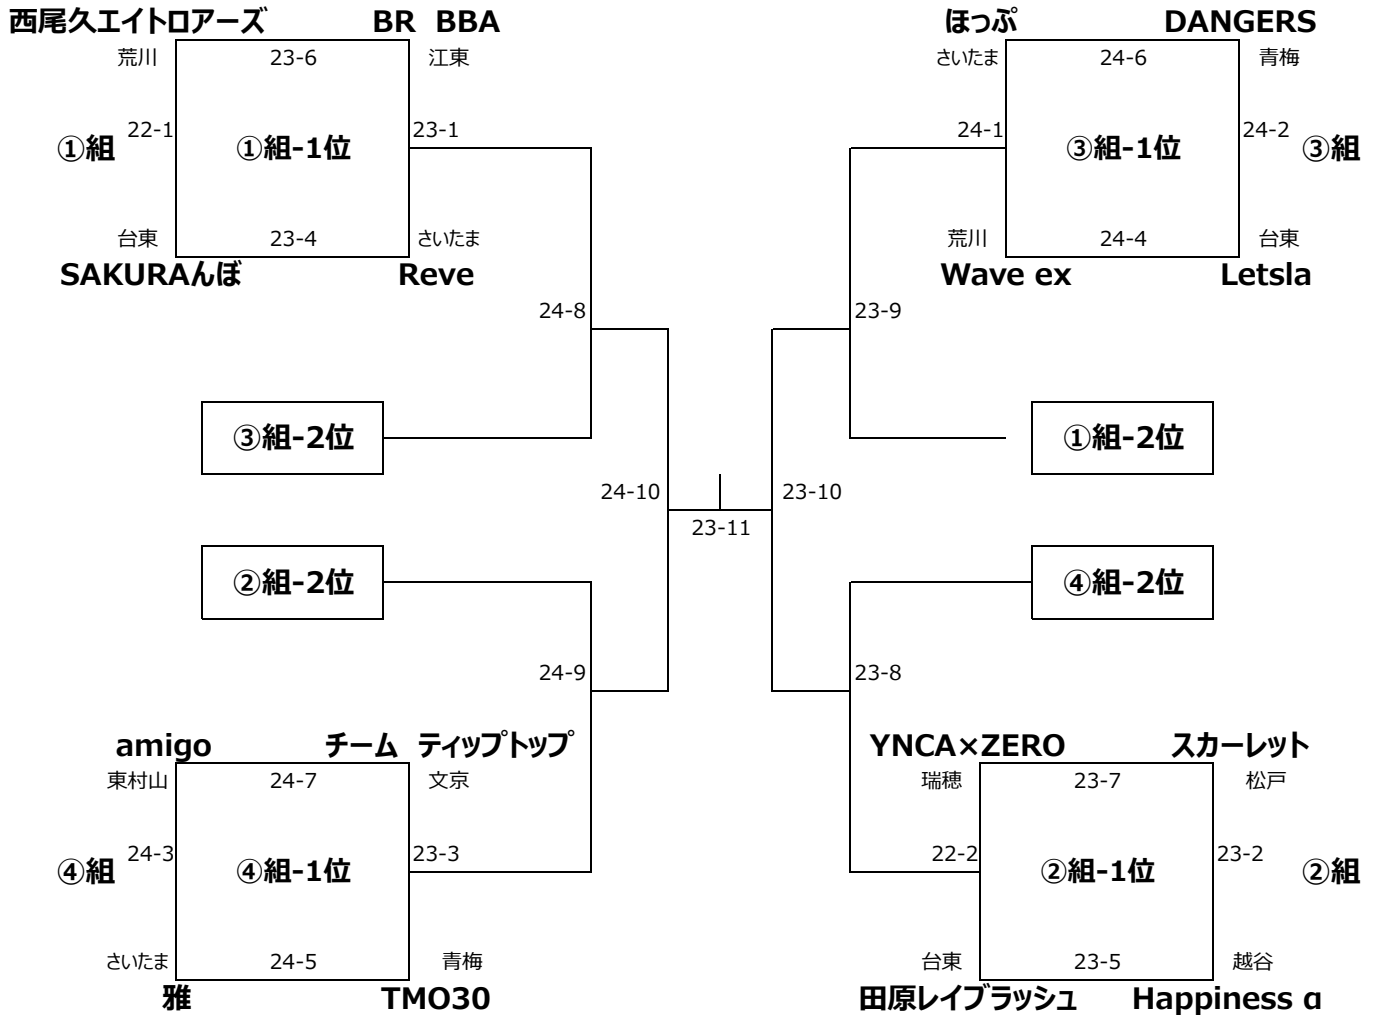 西尾久エイトロアーズ BR BBA ほっぷ DANGERS
荒川 23-6 江東 さいたま 24-6 青梅
①組 22-1 ①組-1位 23-1 24-1 ③組-1位 24-2 ③組
台東 23-4 さいたま 荒川 24-4 台東
SAKURAんぼ Reve Wave ex Letsla
24-8 23-9
③組-2位 ①組-2位
24-10 23-10
23-11
②組-2位 ④組-2位
24-9 23-8
amigo チーム ティップトップ YNCA×ZERO スカーレット
東村山 24-7 文京 瑞穂 23-7 松戸
④組 24-3 ④組-1位 23-3 22-2 ②組-1位 23-2 ②組
さいたま 24-5 青梅 台東 23-5 越谷
雅 TMO30 田原レイブラッシュ Happiness α